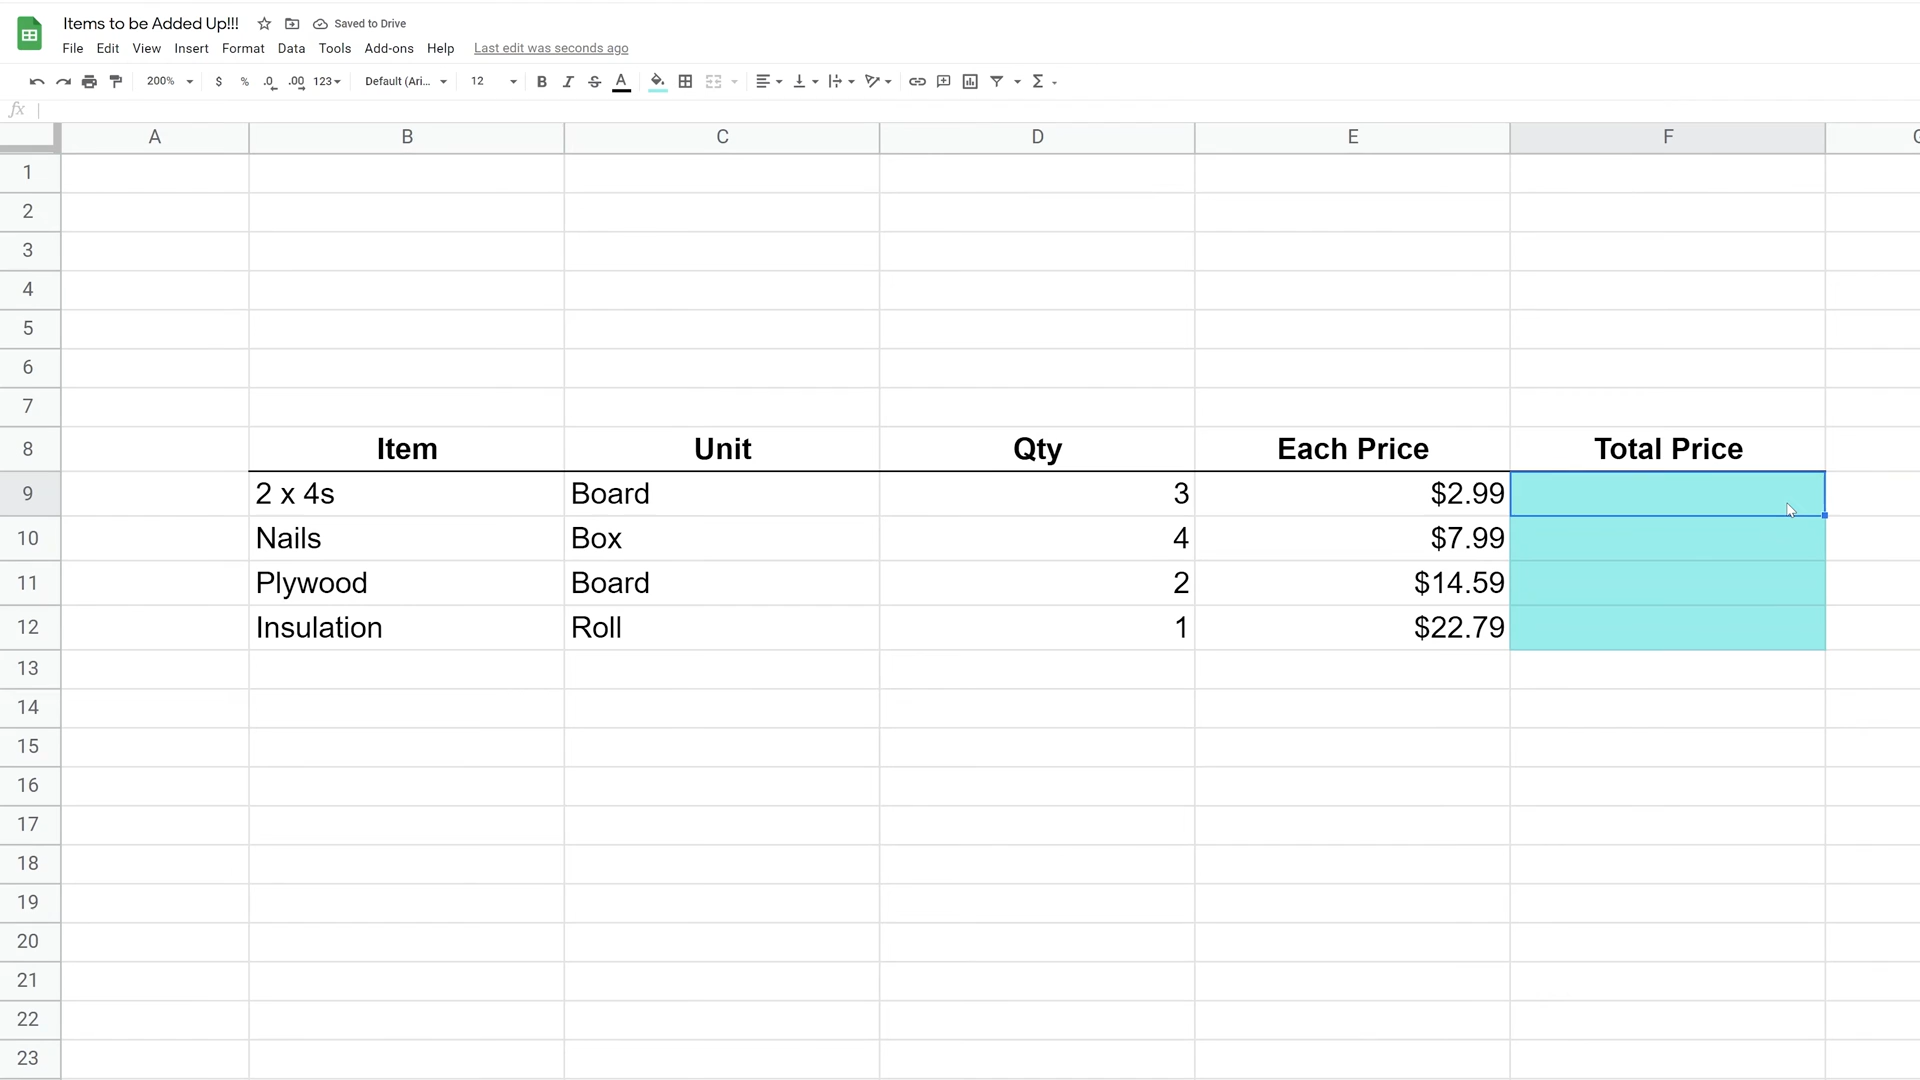 Items to be Added Up!!! Saved to Drive
File Edit View Insert Format Data Tools Add-ons Help Last edit was seconds ago
200% $ % .0 .00 123 Default (Ari... 12 B I S A Σ
fx
A B C D E F
1
2
3
4
5
6
7
8 Item Unit Qty Each Price Total Price
9 2 x 4s Board 3 $2.99
10 Nails Box 4 $7.99
11 Plywood Board 2 $14.59
12 Insulation Roll 1 $22.79
13
14
15
16
17
18
19
20
21
22
23